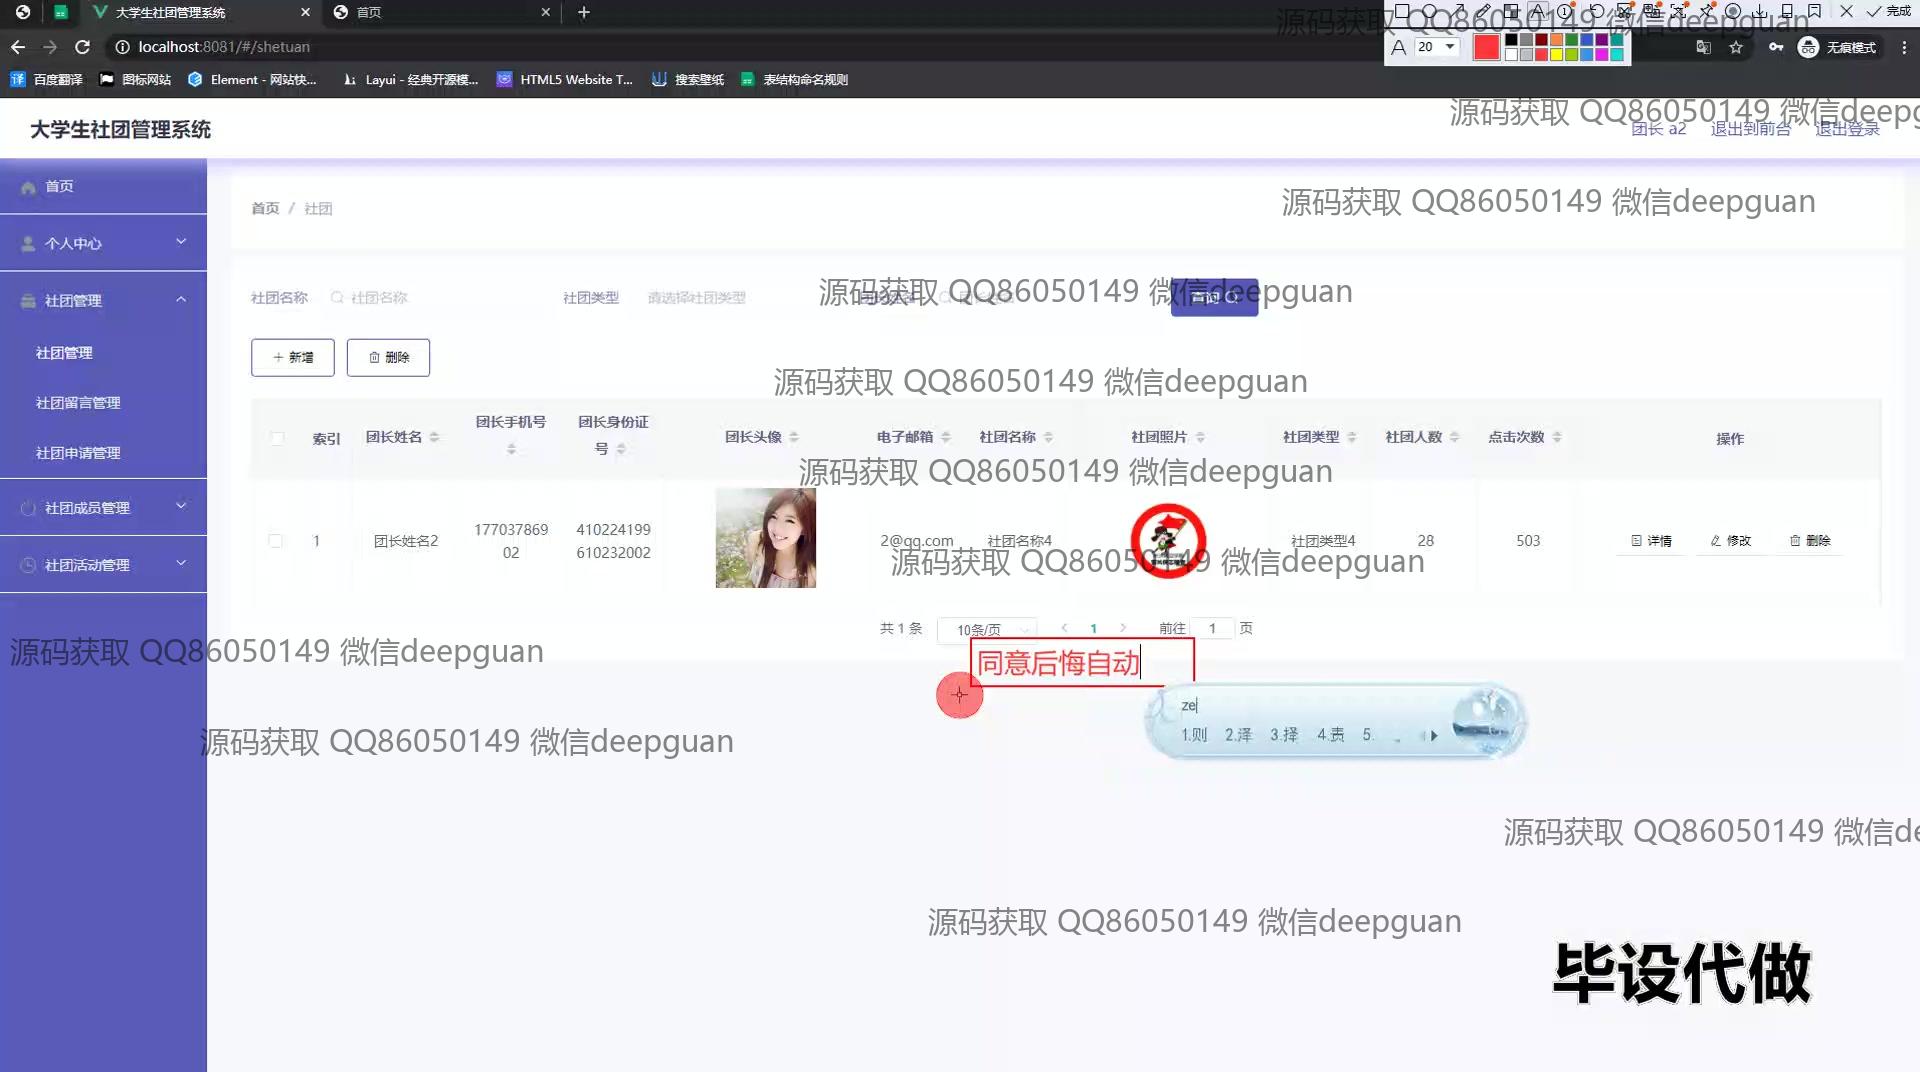 大学生社团管理系统
首页
完成
localhost:8081/#/shetuan
A 20
无痕模式
百度翻译 图标网站 Element - 网站快... Layui - 经典开源模... HTML5 Website T... 搜索壁纸 表结构命名规则
源码获取 QQ86050149 微信deepguan
大学生社团管理系统
源码获取 QQ86050149 微信deepg
团长 a2 退出到前台 退出登录
首页
个人中心
社团管理
社团管理
社团留言管理
社团申请管理
社团成员管理
社团活动管理
首页 / 社团
源码获取 QQ86050149 微信deepguan
社团名称 社团名称 社团类型 请选择社团类型 查询
源码获取 QQ86050149 微信deepguan
新增 删除
源码获取 QQ86050149 微信deepguan
索引 团长姓名 团长手机号 团长身份证号 团长头像 电子邮箱 社团名称 社团照片 社团类型 社团人数 点击次数 操作
源码获取 QQ86050149 微信deepguan
1 团长姓名2 17703786902 410224199610232002 2@qq.com 社团名称4 社团类型4 28 503 详情 修改 删除
源码获取 QQ86050149 微信deepguan
共 1 条 10条/页 1 前往 1 页
源码获取 QQ86050149 微信deepguan
同意后悔自动
ze
1.则 2.泽 3.择 4.责 5.
源码获取 QQ86050149 微信deepguan
源码获取 QQ86050149 微信de
源码获取 QQ86050149 微信deepguan
毕设代做